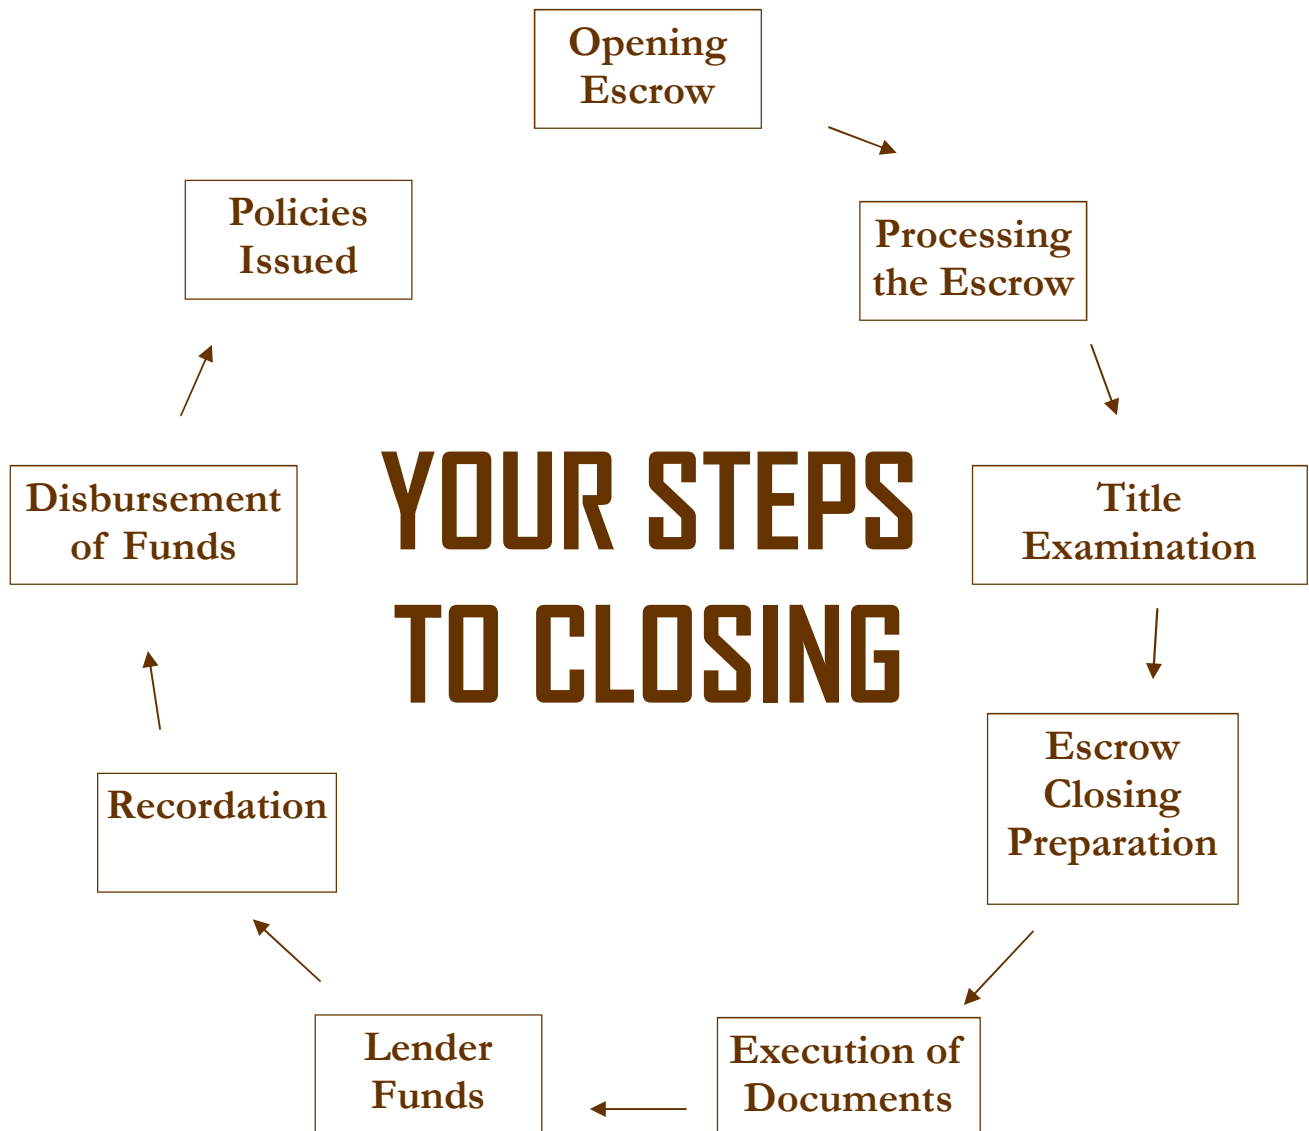 Opening
Escrow
Processing
the Escrow
Title
Examination
Escrow
Closing
Preparation
Execution of
Documents
Lender
Funds
Recordation
Disbursement
of Funds
Policies
Issued
YOUR STEPS
TO CLOSING